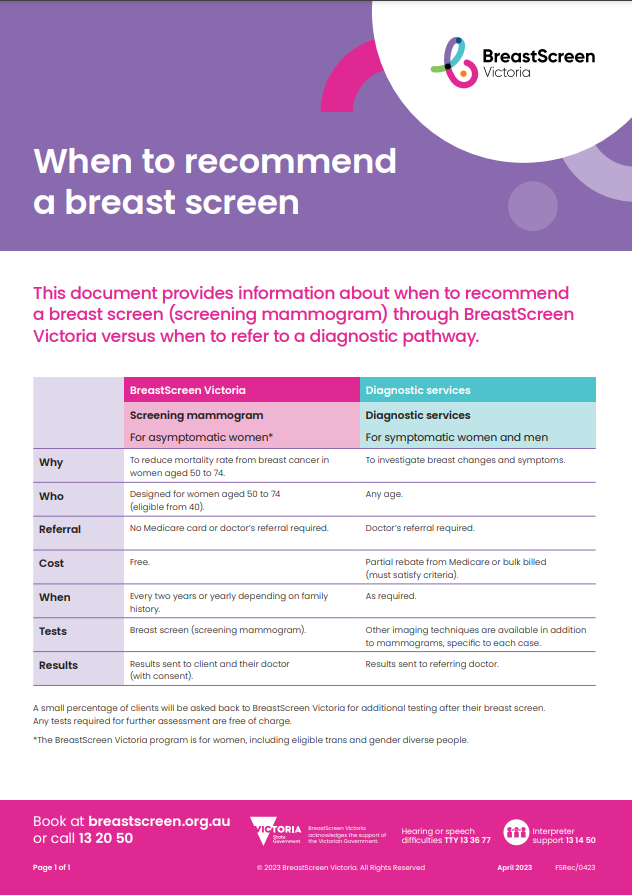 BreastScreen
Victoria
When to recommend
a breast screen
This document provides information about when to recommend
a breast screen (screening mammogram) through BreastScreen
Victoria versus when to refer to a diagnostic pathway.
BreastScreen Victoria
Diagnostic services
Screening mammogram
Diagnostic services
For asymptomatic women*
For symptomatic women and men
Why
To reduce mortality rate from breast cancer in
women aged 50 to 74.
To investigate breast changes and symptoms.
Who
Designed for women aged 50 to 74
(eligible from 40).
Any age.
Referral
No Medicare card or doctor's referral required.
Doctor's referral required.
Cost
Free.
Partial rebate from Medicare or bulk billed
(must satisfy criteria).
When
Every two years or yearly depending on family
history.
As required.
Tests
Breast screen (screening mammogram).
Other imaging techniques are available in addition
to mammograms, specific to each case.
Results
Results sent to client and their doctor
(with consent).
Results sent to referring doctor.
A small percentage of clients will be asked back to BreastScreen Victoria for additional testing after their breast screen.
Any tests required for further assessment are free of charge.
*The BreastScreen Victoria program is for women, including eligible trans and gender diverse people.
Book at breastscreen.org.au
or call 13 20 50
VICTORIA
State
Government
BreastScreen Victoria
acknowledges the support of
the Victorian Government.
Hearing or speech
difficulties TTY 13 36 77
Interpreter
support 13 14 50
Page 1 of 1
© 2023 BreastScreen Victoria. All Rights Reserved
April 2023
FSRec/0423